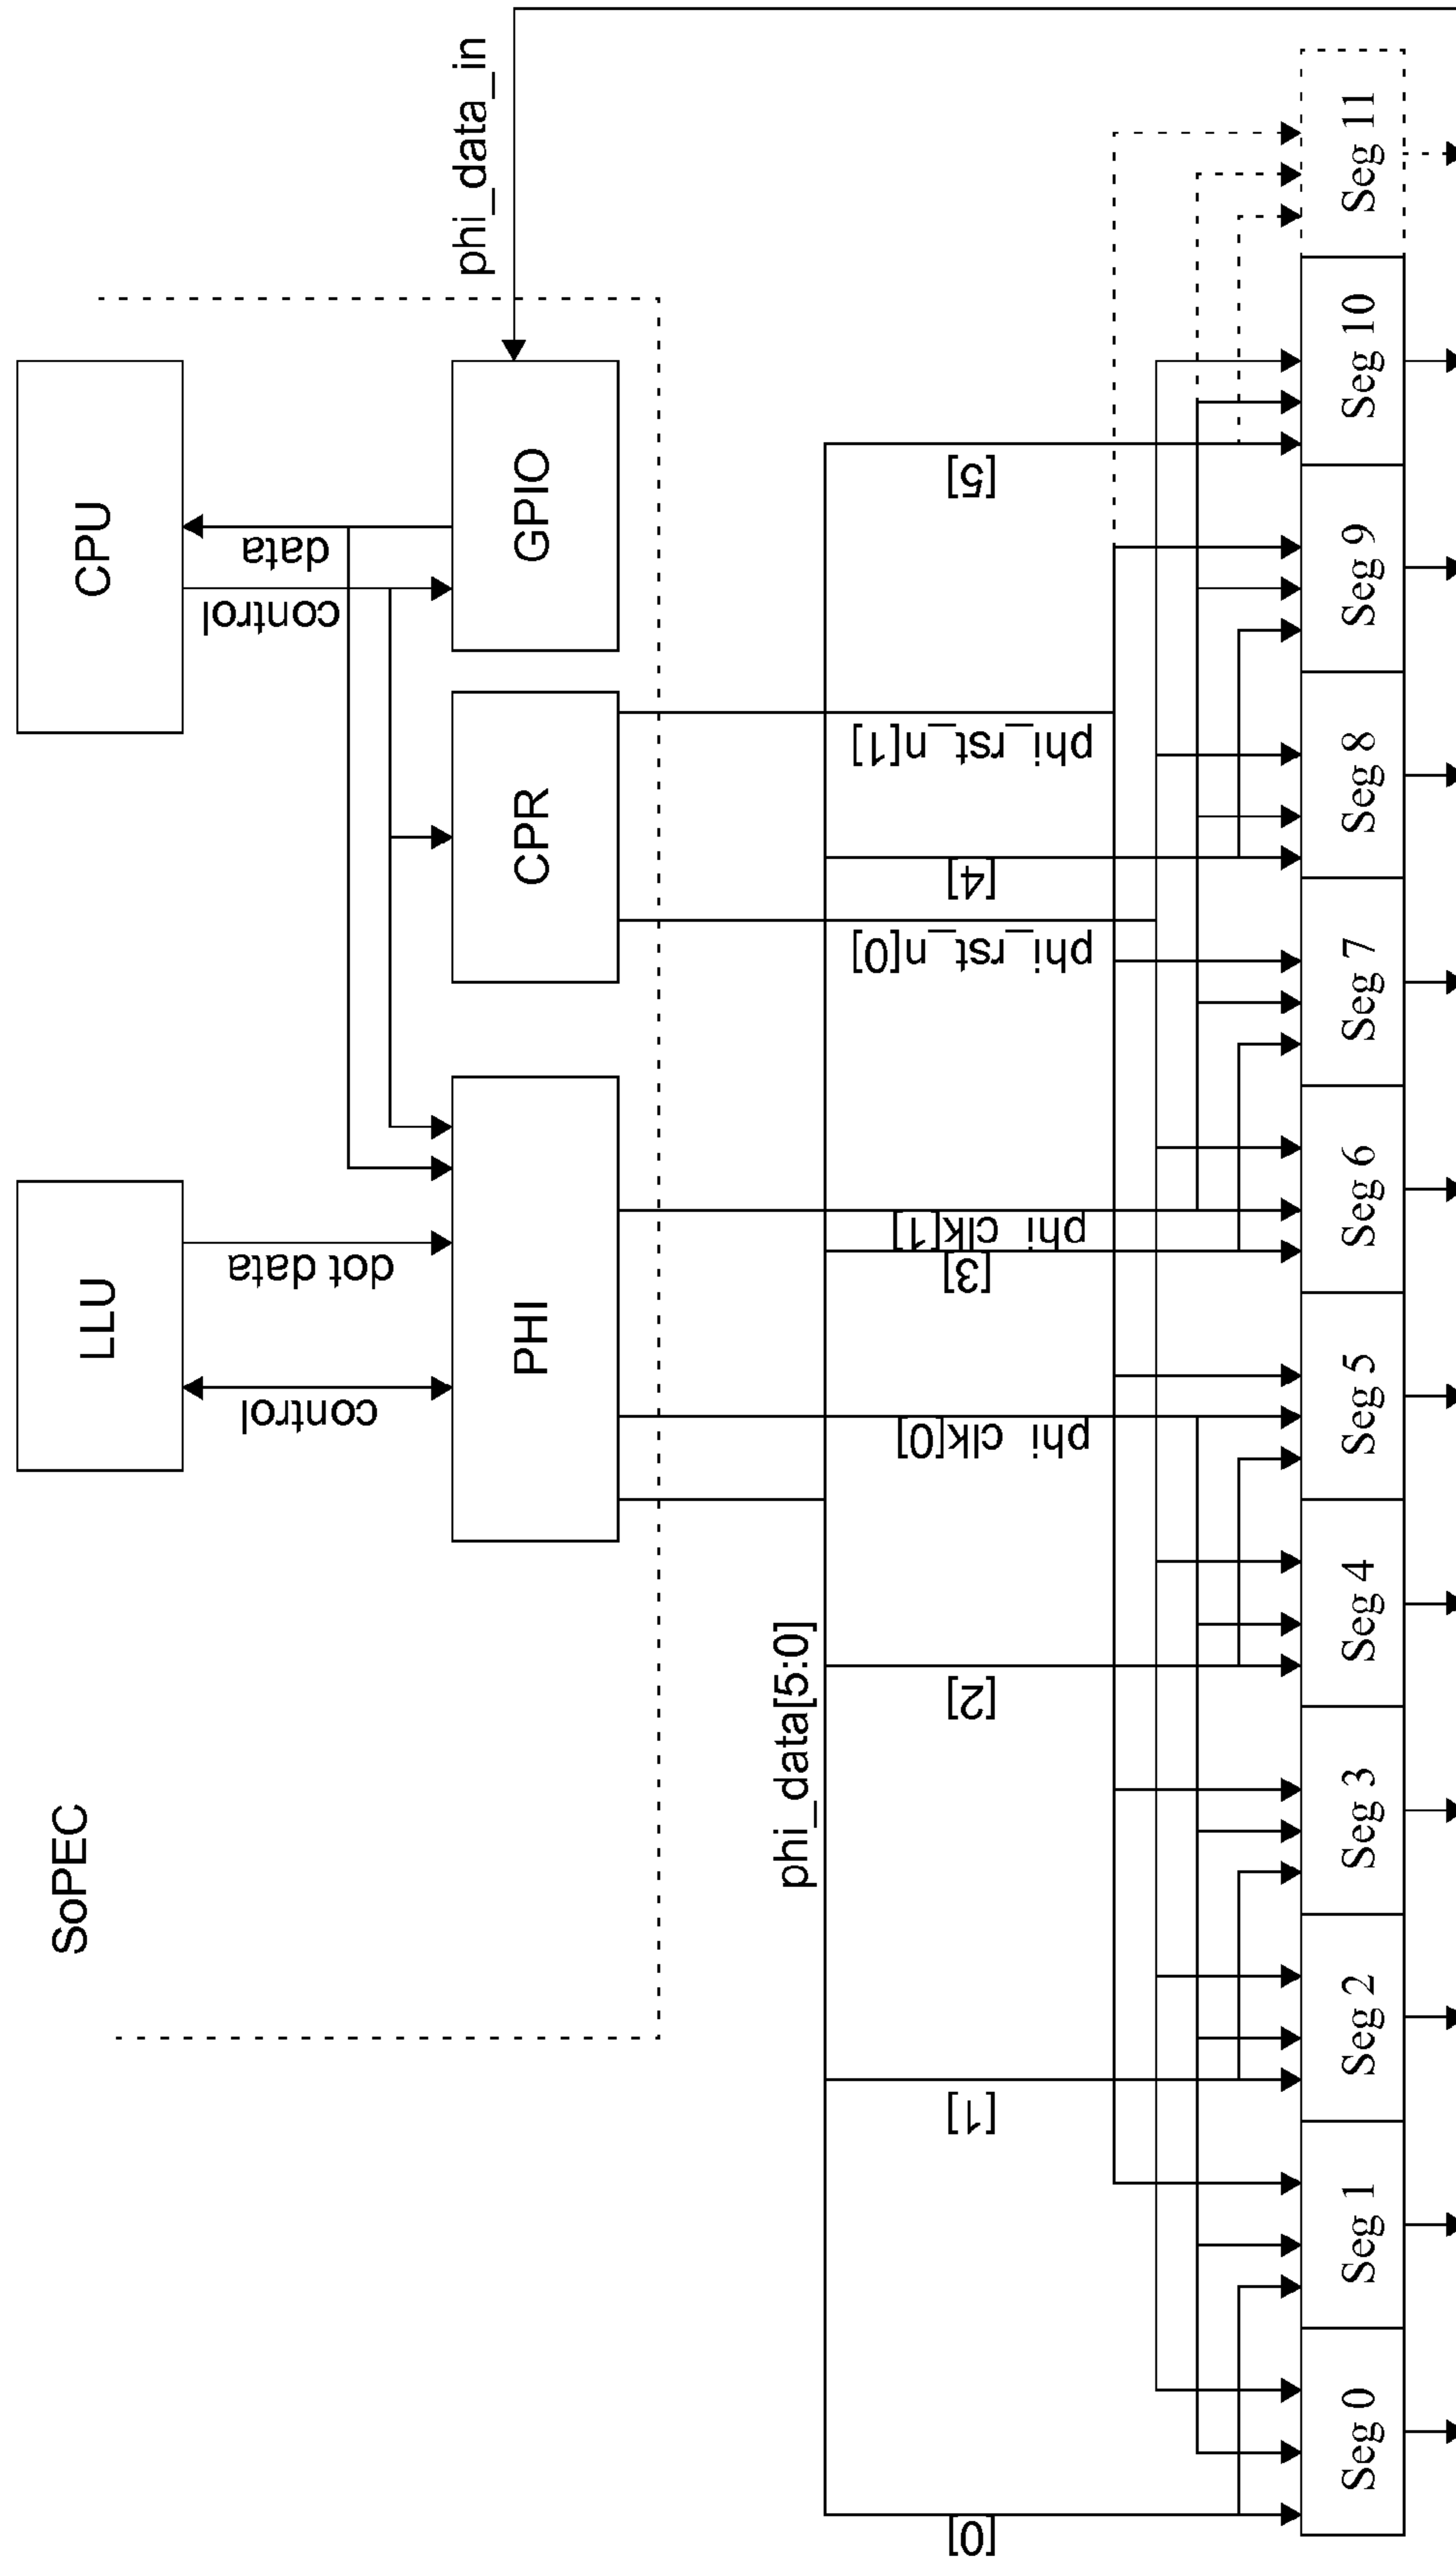 SoPEC
LLU
CPU
control
dot data
control
data
PHI
CPR
GPIO
phi_data_in
phi_data[5:0]
[0]
[1]
[2]
phi_clk[0]
[3]
phi_clk[1]
phi_rst_n[0]
[4]
phi_rst_n[1]
[5]
Seg 0
Seg 1
Seg 2
Seg 3
Seg 4
Seg 5
Seg 6
Seg 7
Seg 8
Seg 9
Seg 10
Seg 11